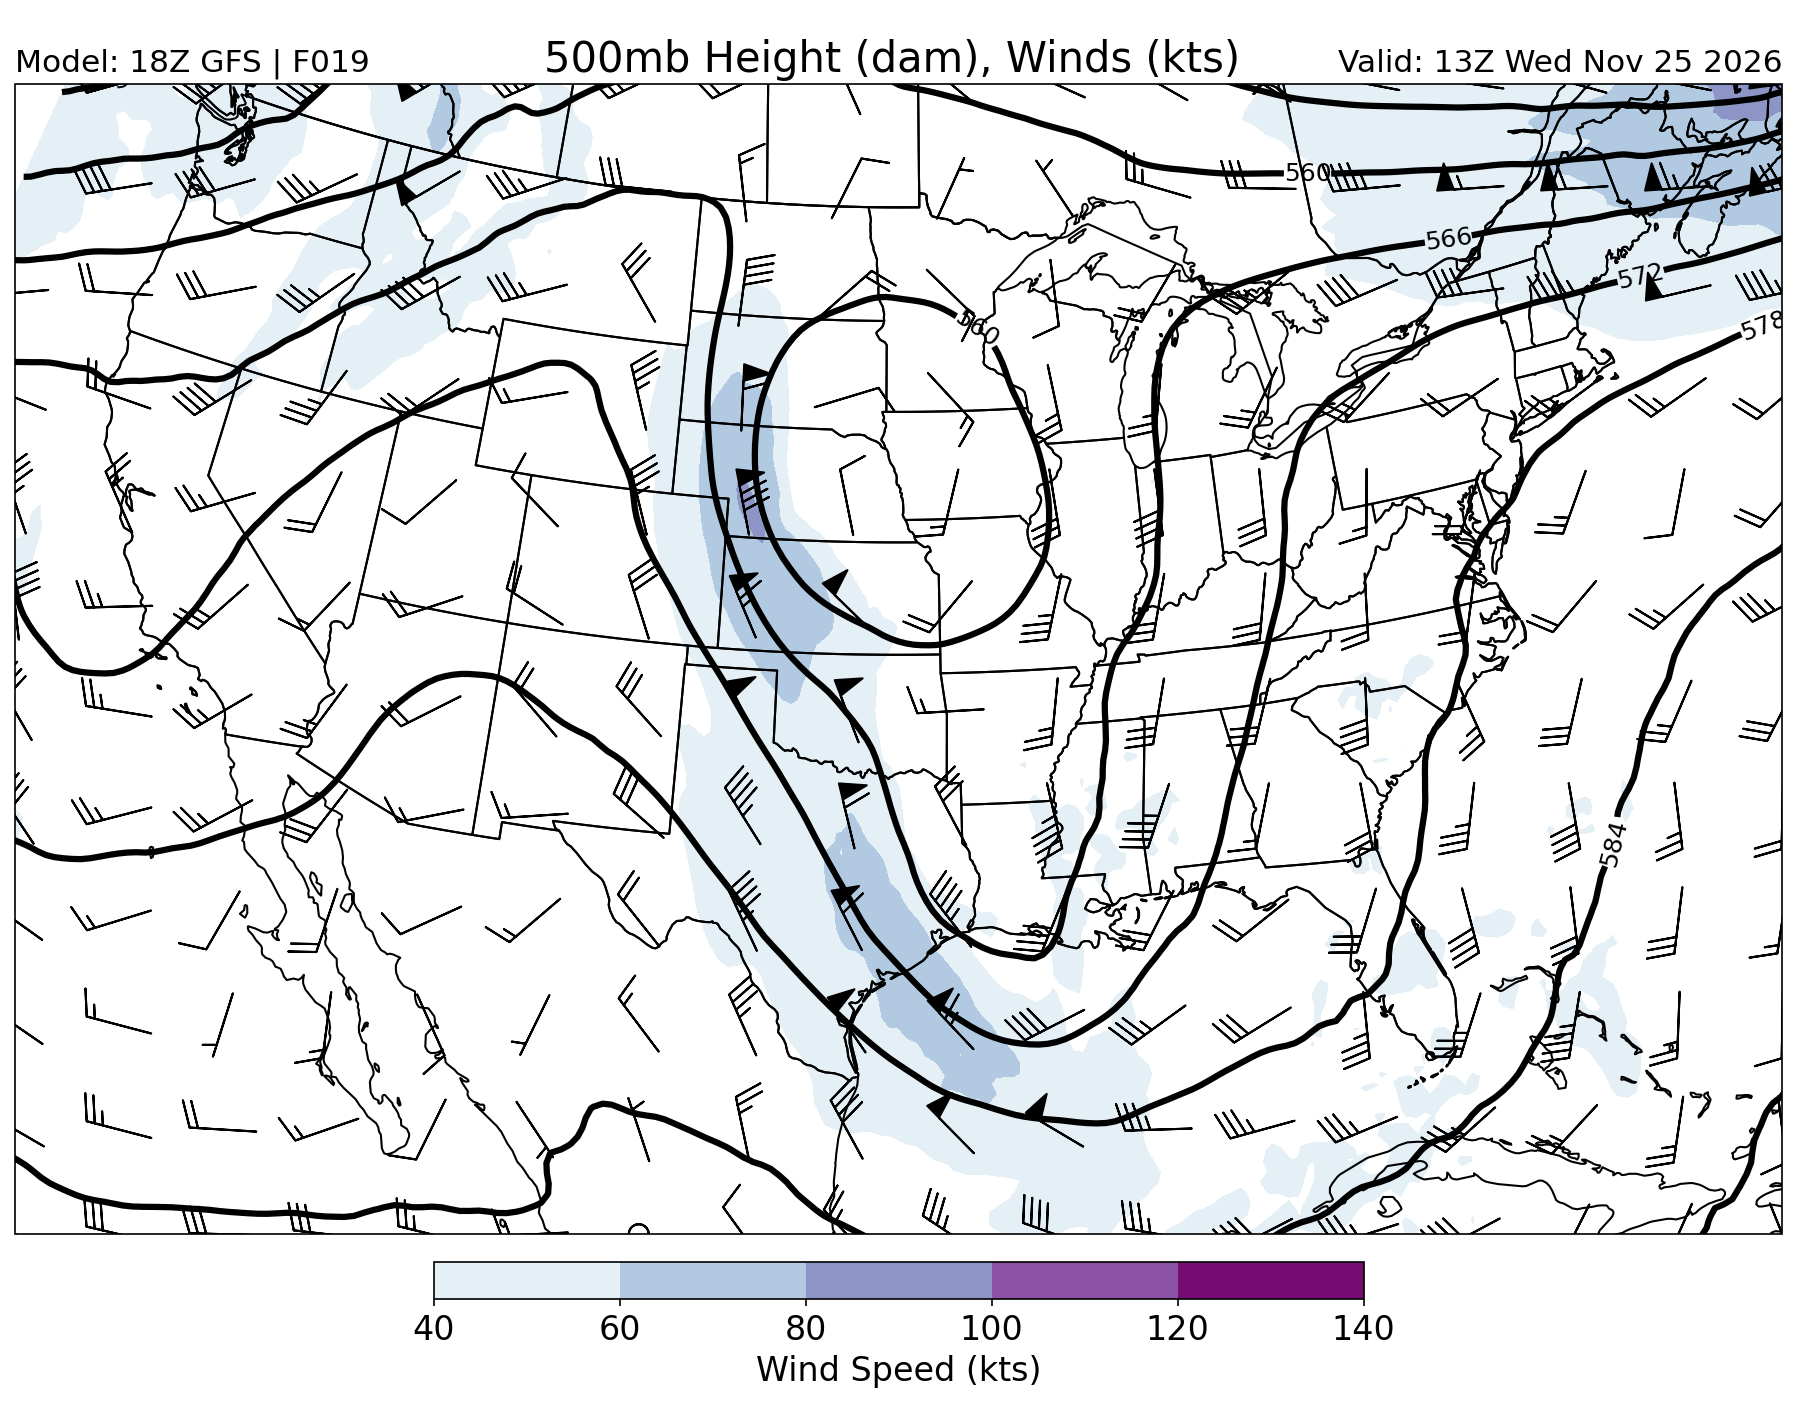 Model: 18Z GFS | F019
500mb Height (dam), Winds (kts)
Valid: 13Z Wed Nov 25 2026
560
566
572
578
560
584
40 60 80 100 120 140
Wind Speed (kts)